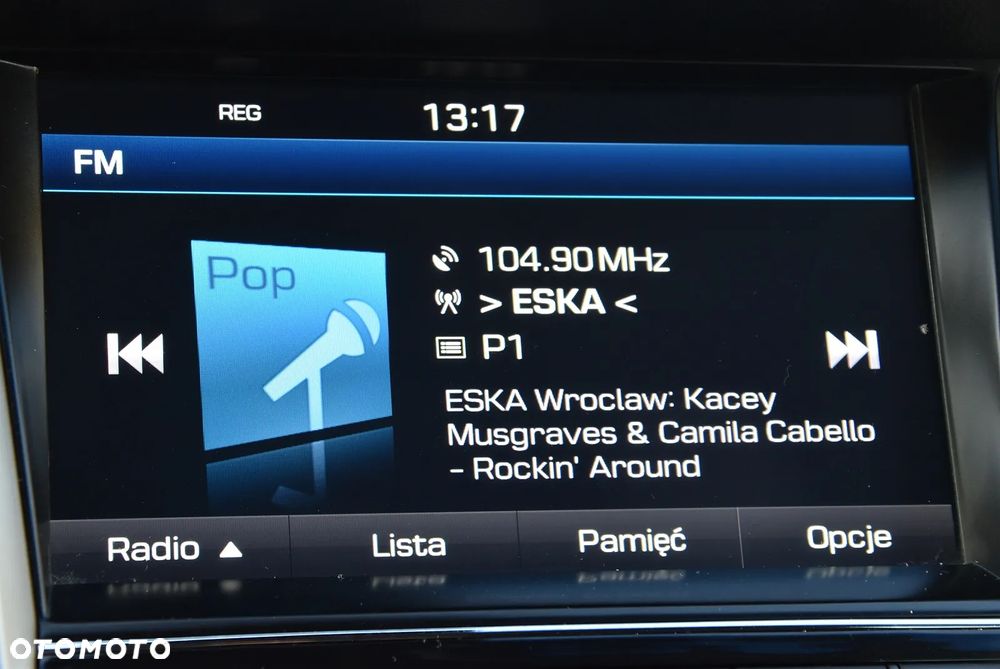 REG 13:17
FM
Pop
104.90MHz
> ESKA <
P1
ESKA Wroclaw: Kacey
Musgraves & Camila Cabello
- Rockin' Around
Radio ▲ Lista Pamięć Opcje
OTOMOTO